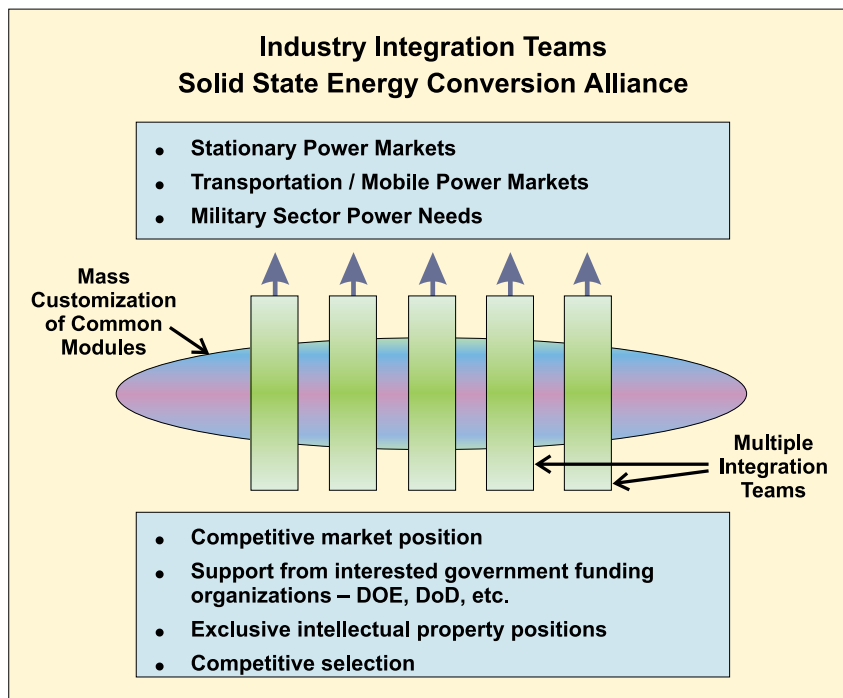 Industry Integration Teams
Solid State Energy Conversion Alliance
• Stationary Power Markets
• Transportation / Mobile Power Markets
• Military Sector Power Needs
Mass
Customization
of Common
Modules
Multiple
Integration
Teams
• Competitive market position
• Support from interested government funding
organizations – DOE, DoD, etc.
• Exclusive intellectual property positions
• Competitive selection